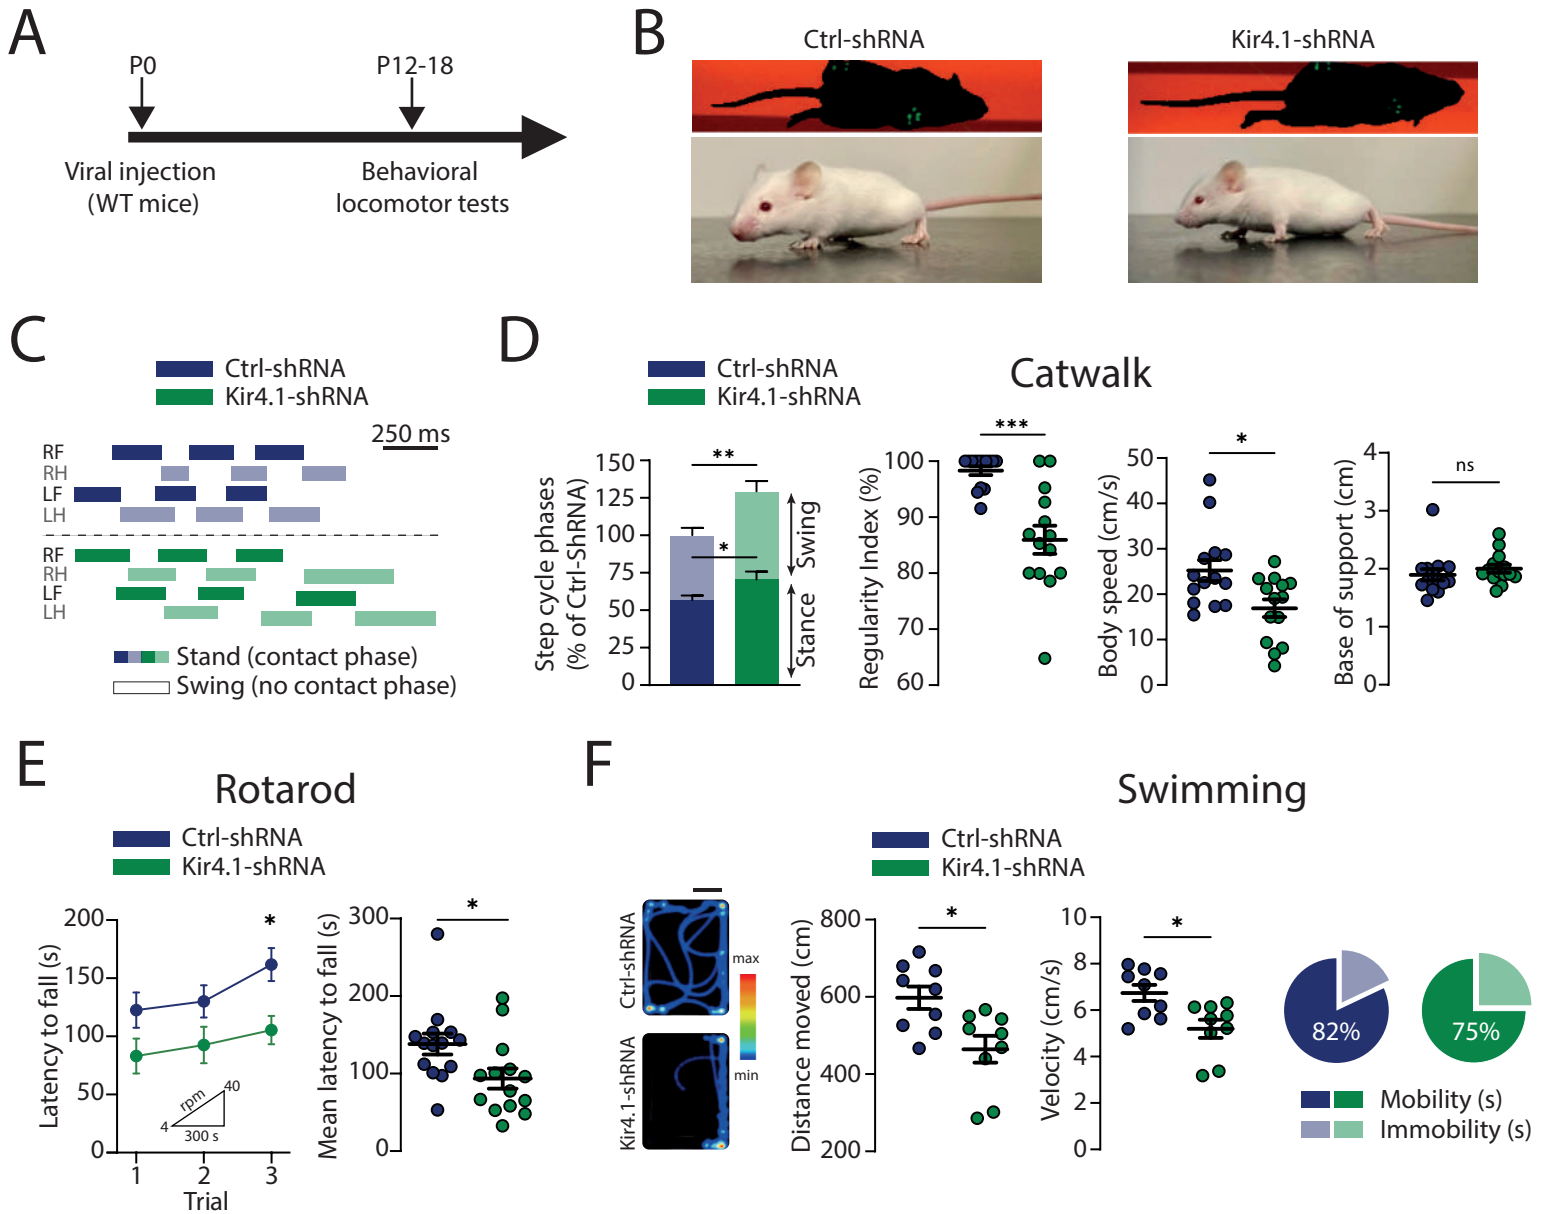 A
P0
P12-18
Viral injection
(WT mice)
Behavioral
locomotor tests
B
Ctrl-shRNA
Kir4.1-shRNA
C
Ctrl-shRNA
Kir4.1-shRNA
250 ms
RF
RH
LF
LH
RF
RH
LF
LH
Stand (contact phase)
Swing (no contact phase)
D
Ctrl-shRNA
Kir4.1-shRNA
Catwalk
Step cycle phases
(% of Ctrl-ShRNA)
150
125
100
75
50
25
0
**
*
Swing
Stance
Regularity Index (%)
100
90
80
70
60
***
Body speed (cm/s)
50
40
30
20
10
0
*
Base of support (cm)
4
3
2
1
0
ns
E
Rotarod
Ctrl-shRNA
Kir4.1-shRNA
Latency to fall (s)
200
150
100
50
0
*
rpm
40
4
300 s
1 2 3
Trial
Mean latency to fall (s)
300
200
100
0
*
F
Swimming
Ctrl-shRNA
Kir4.1-shRNA
Ctrl-shRNA
Kir4.1-shRNA
max
min
Distance moved (cm)
800
600
400
200
*
Velocity (cm/s)
10
8
6
4
2
0
*
82%
75%
Mobility (s)
Immobility (s)